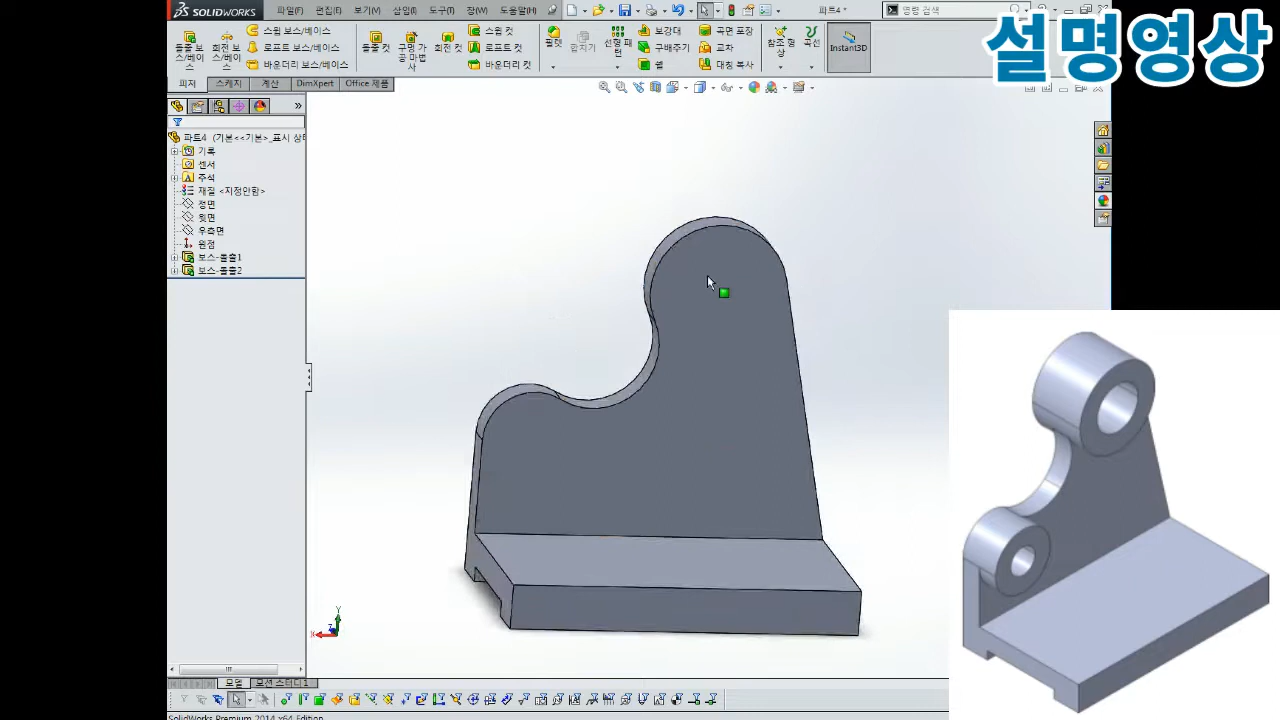 SOLIDWORKS
파일(F) 편집(E) 보기(V) 삽입(I) 도구(T) 창(W) 도움말(H)
파트4 *
명령 검색
설명영상
돌출 보스/베이스
회전 보스/베이스
스윕 보스/베이스
로프트 보스/베이스
바운더리 보스/베이스
돌출 컷
구멍 가공 마법사
회전 컷
스윕 컷
로프트 컷
바운더리 컷
필렛
선형 패턴
보강대
구배주기
쉘
곡면 포장
교차
대칭 복사
참조 형상
곡선
Instant3D
피처 스케치 계산 DimXpert Office 제품
파트4 (기본<<기본>_표시 상태
기록
센서
주석
재질 <지정안함>
정면
윗면
우측면
원점
보스-돌출1
보스-돌출2
Y
X
Z
모델 모션 스터디1
SolidWorks Premium 2014 x64 Edition